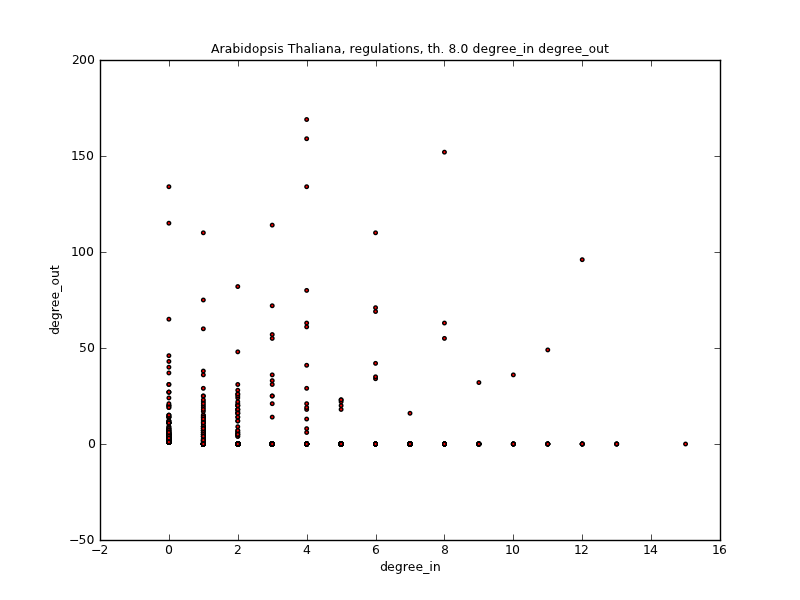 Arabidopsis Thaliana, regulations, th. 8.0 degree_in degree_out
200
150
100
50
0
−50
degree_out
−2 0 2 4 6 8 10 12 14 16
degree_in